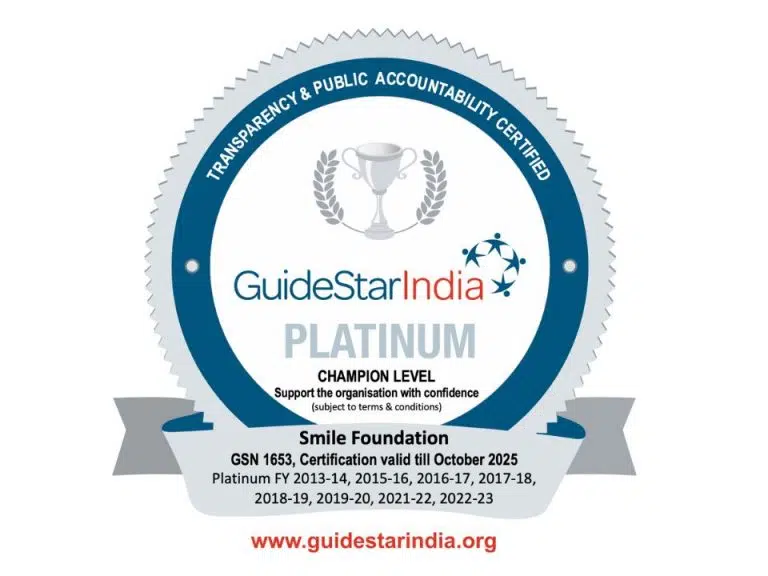 TRANSPARENCY & PUBLIC ACCOUNTABILITY CERTIFIED
GuideStarIndia
PLATINUM
CHAMPION LEVEL
Support the organisation with confidence
(subject to terms & conditions)
Smile Foundation
GSN 1653, Certification valid till October 2025
Platinum FY 2013-14, 2015-16, 2016-17, 2017-18,
2018-19, 2019-20, 2021-22, 2022-23
www.guidestarindia.org